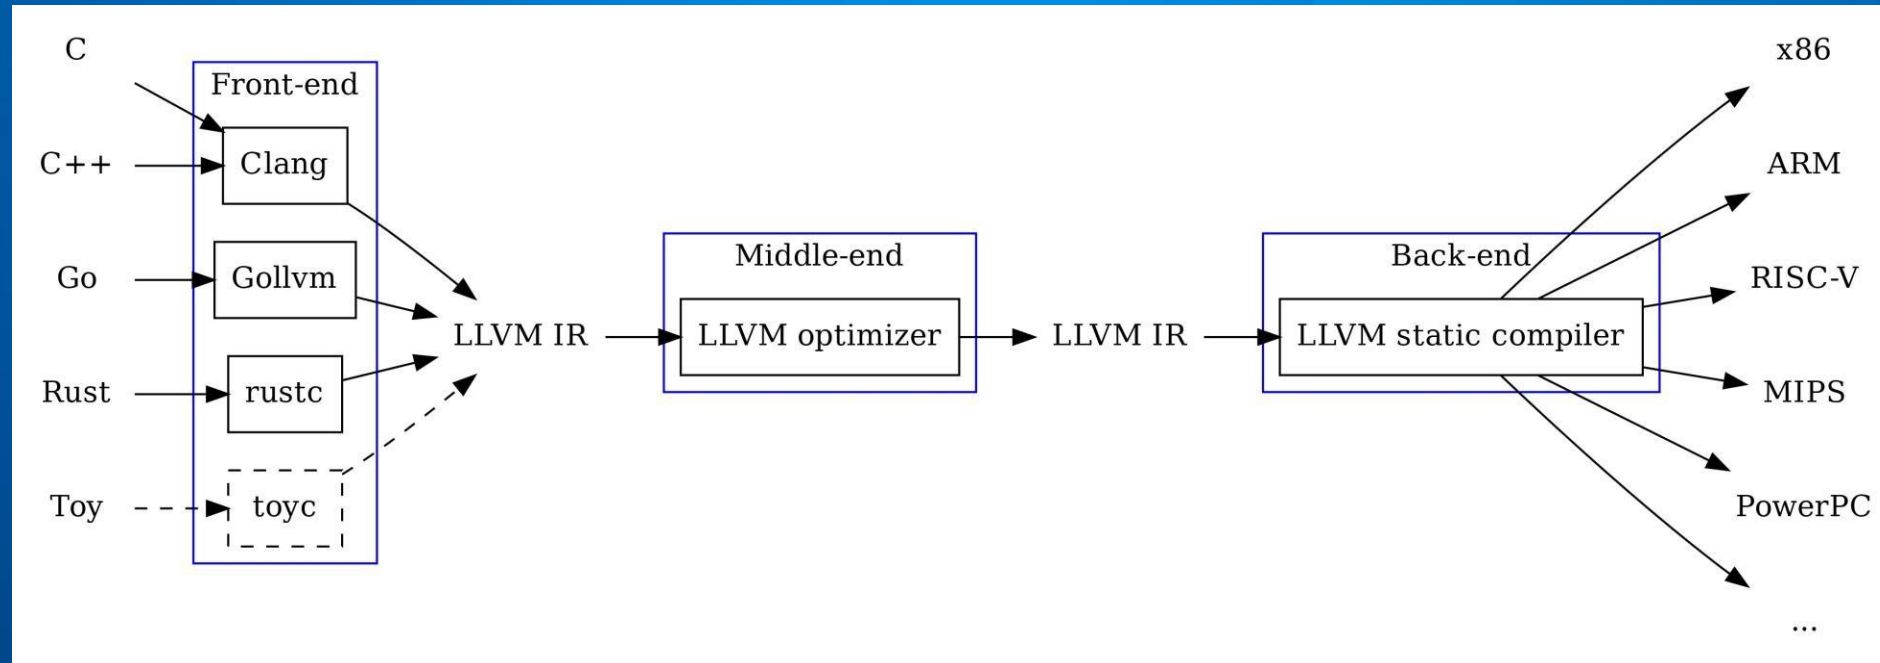 C
C++
Go
Rust
Toy
Front-end
Clang
Gollvm
rustc
toyc
LLVM IR
Middle-end
LLVM optimizer
LLVM IR
Back-end
LLVM static compiler
x86
ARM
RISC-V
MIPS
PowerPC
...